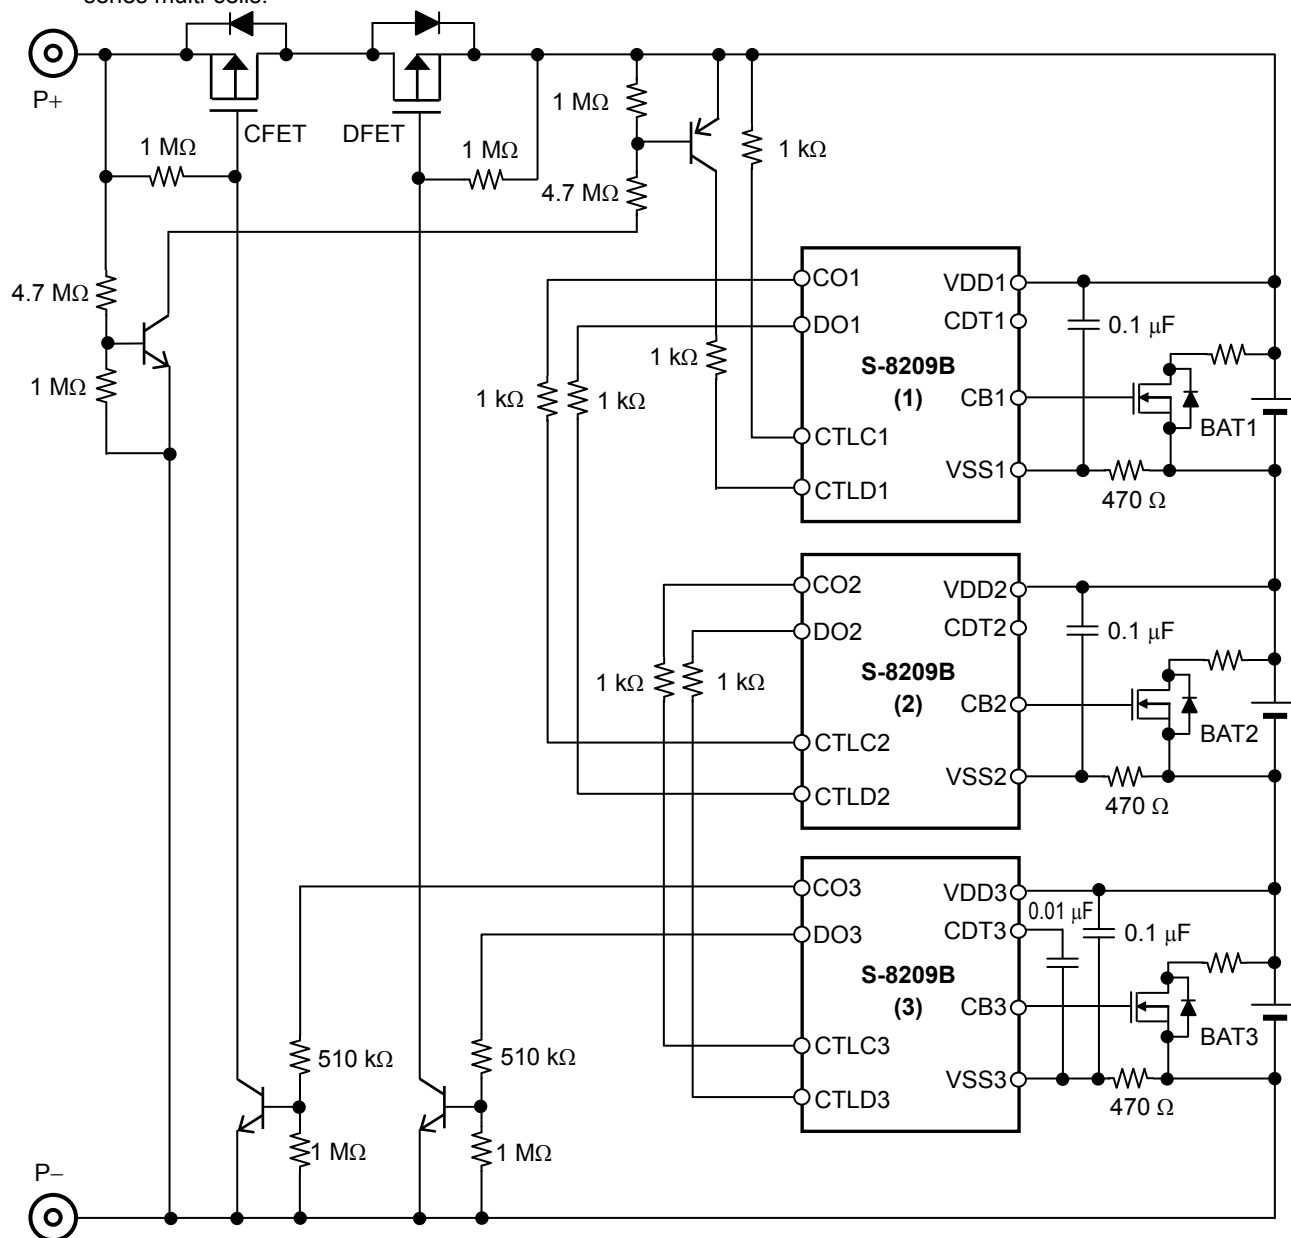 series multi-cells.
P+
CFET
DFET
1 MΩ
1 MΩ
1 MΩ
4.7 MΩ
1 kΩ
4.7 MΩ
1 MΩ
1 kΩ
1 kΩ
1 kΩ
CO1
DO1
S-8209B
(1)
CTLC1
CTLD1
VDD1
CDT1
CB1
VSS1
0.1 μF
BAT1
470 Ω
CO2
DO2
S-8209B
(2)
CTLC2
CTLD2
VDD2
CDT2
CB2
VSS2
0.1 μF
BAT2
470 Ω
1 kΩ
1 kΩ
CO3
DO3
S-8209B
(3)
CTLC3
CTLD3
VDD3
CDT3
CB3
VSS3
0.01 μF
0.1 μF
BAT3
470 Ω
510 kΩ
510 kΩ
1 MΩ
1 MΩ
P−